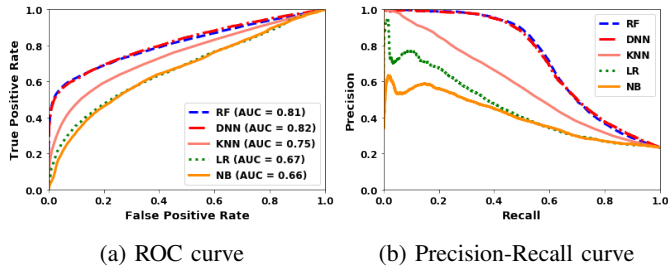 True Positive Rate
1.0
0.8
0.6
0.4
0.2
0.0
0.0 0.2 0.4 0.6 0.8 1.0
False Positive Rate
RF (AUC = 0.81)
DNN (AUC = 0.82)
KNN (AUC = 0.75)
LR (AUC = 0.67)
NB (AUC = 0.66)
(a) ROC curve
Precision
1.0
0.8
0.6
0.4
0.2
0.0
0.0 0.2 0.4 0.6 0.8 1.0
Recall
RF
DNN
KNN
LR
NB
(b) Precision-Recall curve